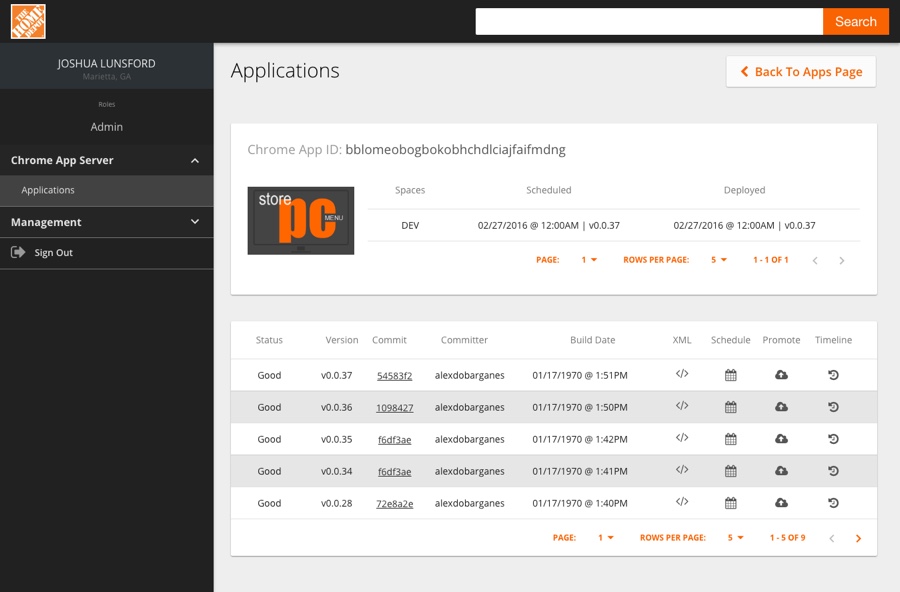 THE HOME DEPOT
Search
JOSHUA LUNSFORD
Marietta, GA
Roles
Admin
Chrome App Server
Applications
Management
Sign Out
Applications
Back To Apps Page
Chrome App ID: bblomeobogbokobhchdlciajfaifmdng
store pc MENU
Spaces Scheduled Deployed
DEV 02/27/2016 @ 12:00AM | v0.0.37 02/27/2016 @ 12:00AM | v0.0.37
PAGE: 1 ROWS PER PAGE: 5 1 - 1 OF 1
Status Version Commit Committer Build Date XML Schedule Promote Timeline
Good v0.0.37 54583f2 alexdobarganes 01/17/1970 @ 1:51PM </>
Good v0.0.36 1098427 alexdobarganes 01/17/1970 @ 1:50PM </>
Good v0.0.35 f6df3ae alexdobarganes 01/17/1970 @ 1:42PM </>
Good v0.0.34 f6df3ae alexdobarganes 01/17/1970 @ 1:41PM </>
Good v0.0.28 72e8a2e alexdobarganes 01/17/1970 @ 1:40PM </>
PAGE: 1 ROWS PER PAGE: 5 1 - 5 OF 9